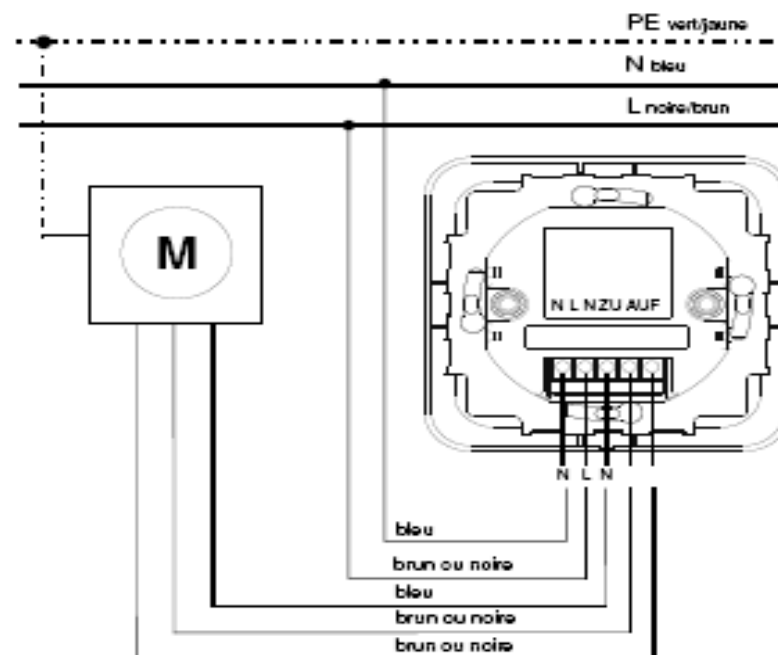 PE vert/jaune
N bleu
L noire/brun
M
N L N ZU AUF
N L N
bleu
brun ou noire
bleu
brun ou noire
brun ou noire